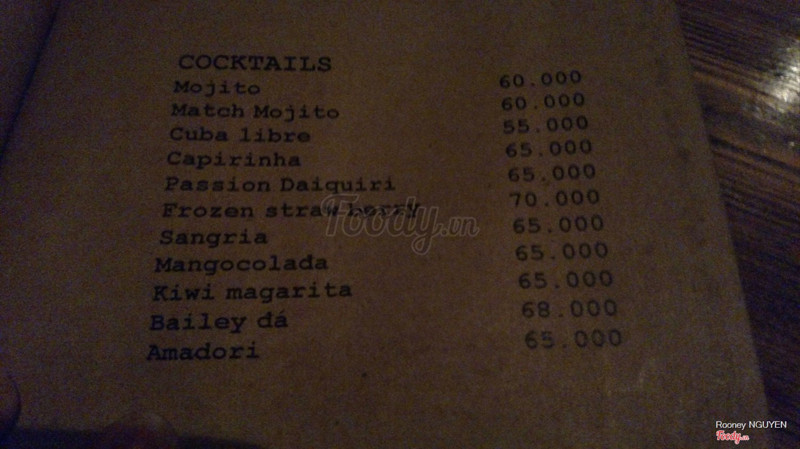 COCKTAILS
Mojito 60.000
Match Mojito 60.000
Cuba libre 55.000
Capirinha 65.000
Passion Daiquiri 65.000
Frozen strawberry 70.000
Sangria 65.000
Mangocolada 65.000
Kiwi magarita 65.000
Bailey đá 68.000
Amadori 65.000
Foody.vn
Rooney NGUYEN
Foody.vn